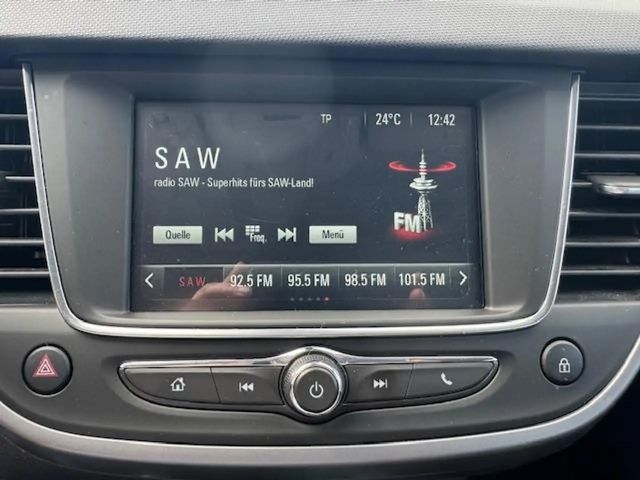 TP 24°C 12:42
SAW
radio SAW - Superhits fürs SAW-Land!
FM
Quelle Freq. Menü
SAW 92.5 FM 95.5 FM 98.5 FM 101.5 FM